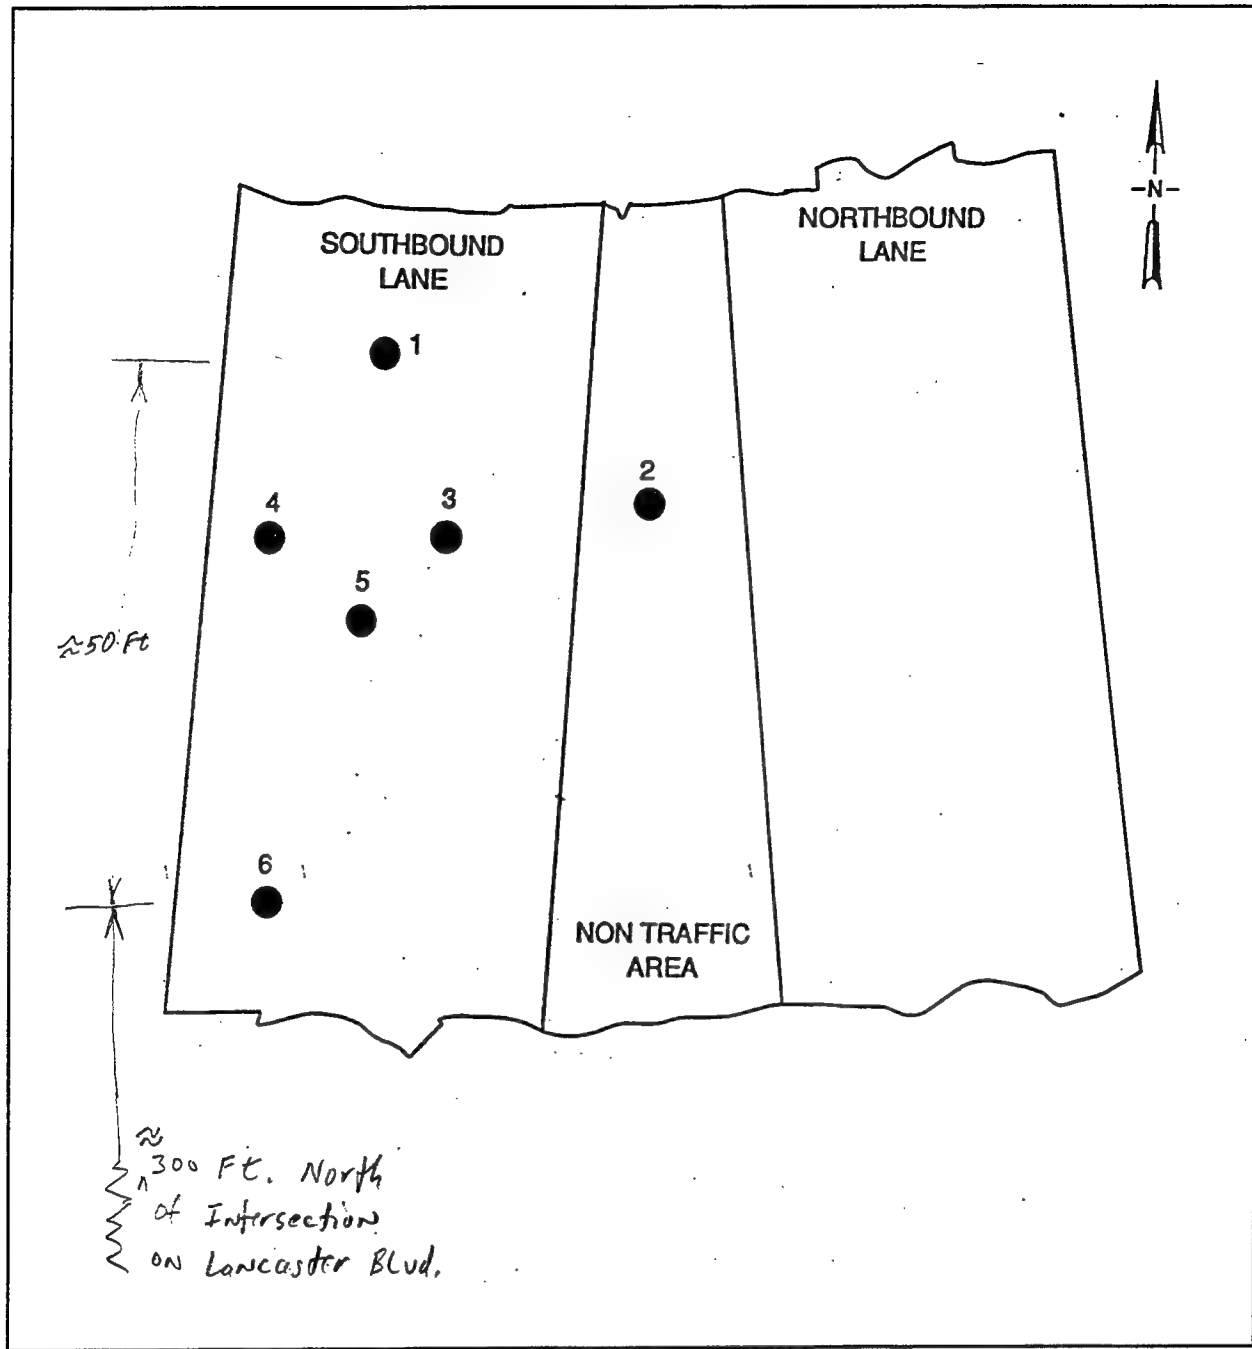 SOUTHBOUND
LANE
NORTHBOUND
LANE
-N-
1
2
4
3
5
≈50 Ft
6
NON TRAFFIC
AREA
≈
^300 Ft. North
of Intersection
on Lancaster Blvd.